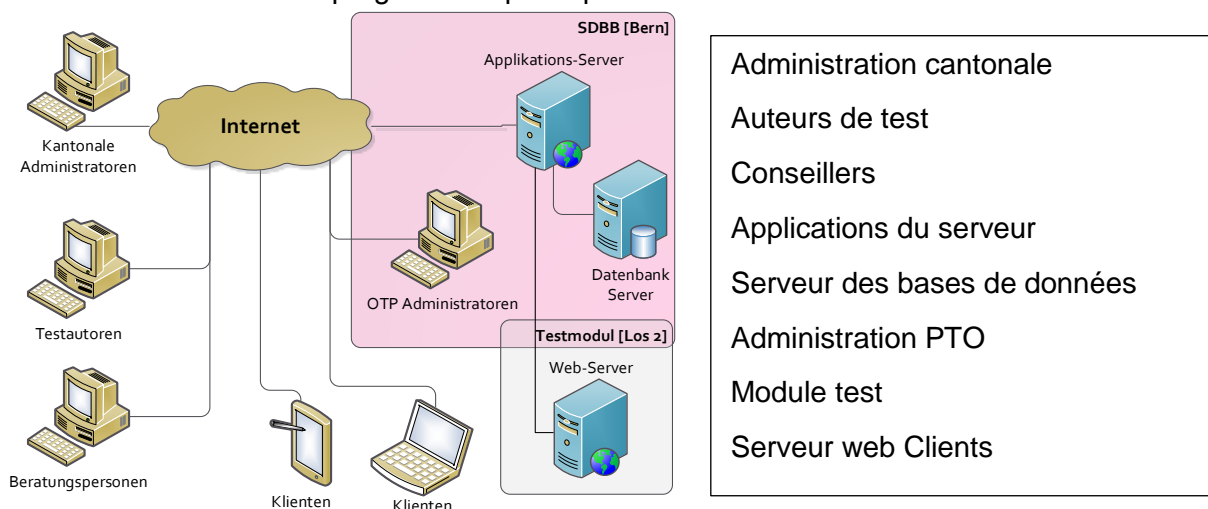 SDBB [Bern]
Applikations-Server
Internet
Kantonale
Administratoren
Datenbank
Server
OTP Administratoren
Testautoren
Testmodul [Los 2]
Web-Server
Beratungspersonen
Klienten
Klienten
Administration cantonale
Auteurs de test
Conseillers
Applications du serveur
Serveur des bases de données
Administration PTO
Module test
Serveur web Clients